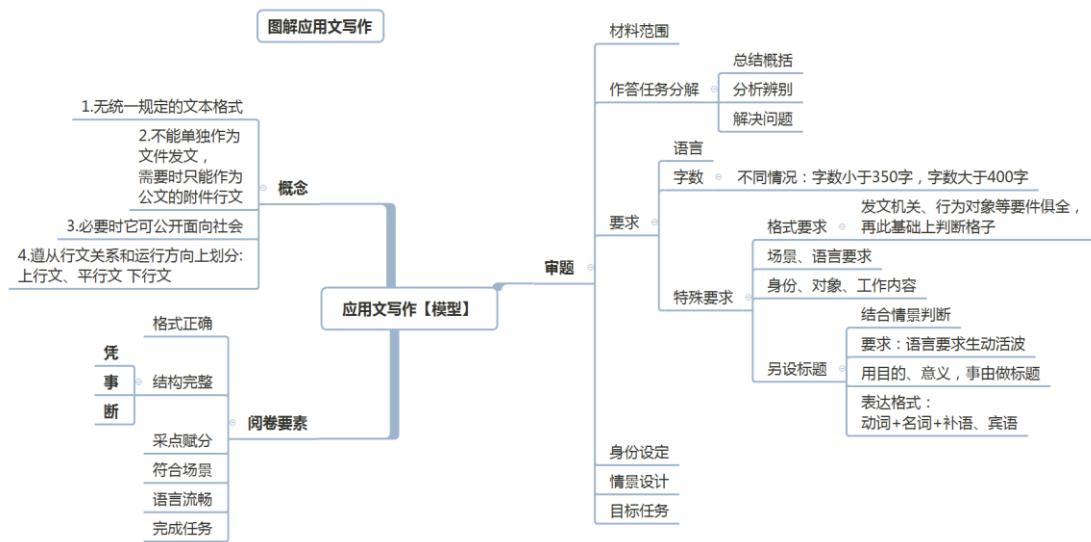 图解应用文写作
应用文写作【模型】
概念
1.无统一规定的文本格式
2.不能单独作为
文件发文，
需要时只能作为
公文的附件行文
3.必要时它可公开面向社会
4.遵从行文关系和运行方向上划分:
上行文、平行文 下行文
阅卷要素
格式正确
结构完整
凭
事
断
采点赋分
符合场景
语言流畅
完成任务
审题
材料范围
作答任务分解
总结概括
分析辨别
解决问题
要求
语言
字数
不同情况：字数小于350字，字数大于400字
特殊要求
格式要求
发文机关、行为对象等要件俱全，
再此基础上判断格子
场景、语言要求
身份、对象、工作内容
另设标题
结合情景判断
要求：语言要求生动活波
用目的、意义，事由做标题
表达格式：
动词+名词+补语、宾语
身份设定
情景设计
目标任务